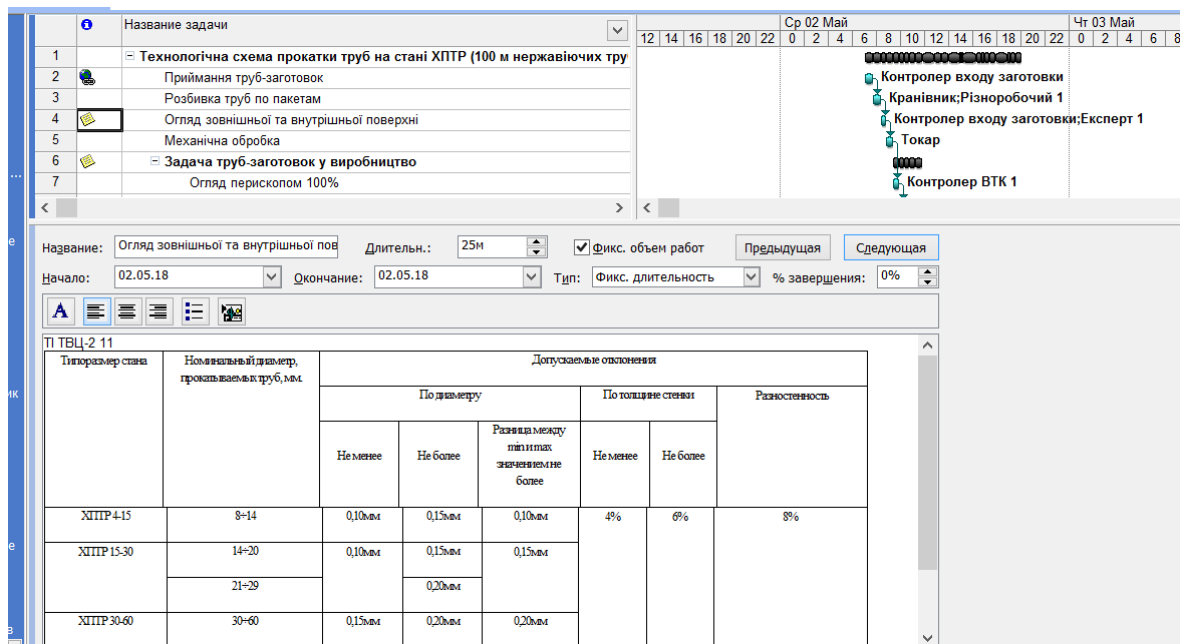 Название задачи
Ср 02 Май
Чт 03 Май
12 14 16 18 20 22 0 2 4 6 8 10 12 14 16 18 20 22 0 2 4 6 8
1 Технологічна схема прокатки труб на стані ХПТР (100 м нержавіючих тру
2 Приймання труб-заготовок
Контролер входу заготовки
3 Розбивка труб по пакетам
Кранівник;Різноробочий 1
4 Огляд зовнішньої та внутрішньої поверхні
Контролер входу заготовки;Експерт 1
5 Механічна обробка
Токар
6 Задача труб-заготовок у виробництво
7 Огляд перископом 100%
Контролер ВТК 1
Название: Огляд зовнішньої та внутрішньої пов Длительн.: 25м Фикс. объем работ Предыдущая Следующая
Начало: 02.05.18 Окончание: 02.05.18 Тип: Фикс. длительность % завершения: 0%
А
ТІ ТВЦ-2 11
Типоразмер стана
Номинальный диаметр,
прокатываемых труб, мм.
Допускаемые отклонения
По диаметру
По толщине стенки
Разностенность
Не менее
Не более
Разница между
min и max
значением не
более
Не менее
Не более
ХПТР 4-15 8÷14 0,10мм 0,15мм 0,10мм 4% 6% 8%
ХПТР 15-30 14÷20 0,10мм 0,15мм 0,15мм
21÷29 0,20мм
ХПТР 30-60 30÷60 0,15мм 0,20мм 0,20мм